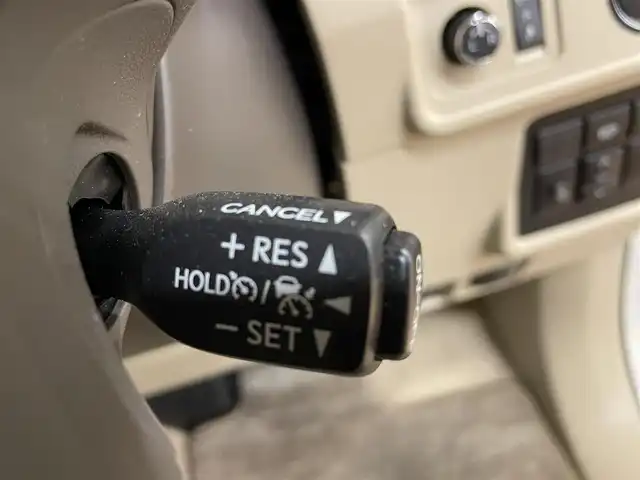 CANCEL▼
+ RES ▲
HOLD / ◀
− SET ▼